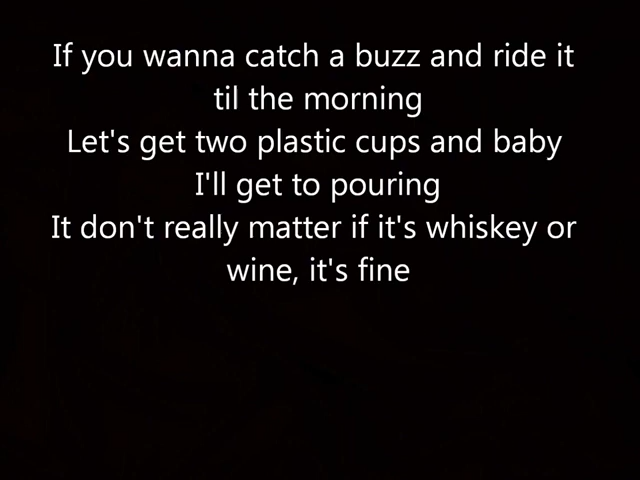 If you wanna catch a buzz and ride it
til the morning
Let's get two plastic cups and baby
I'll get to pouring
It don't really matter if it's whiskey or
wine, it's fine